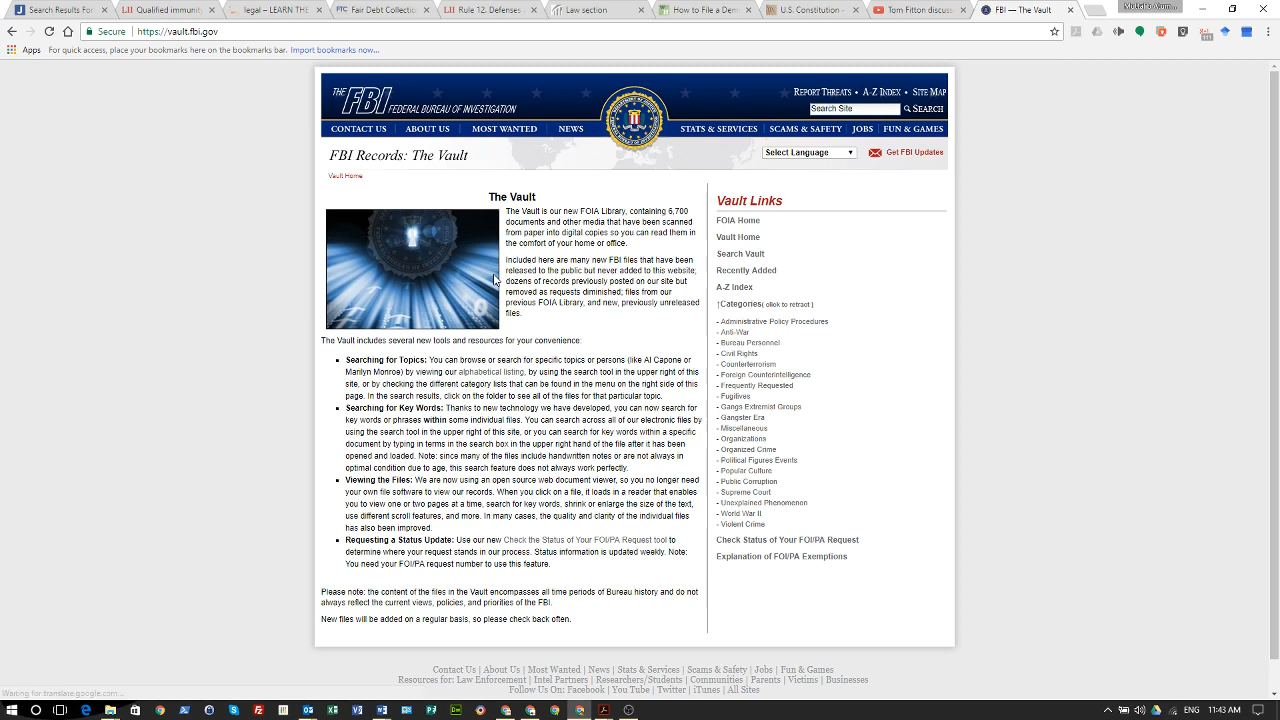 Search Results Fo
Qualified immunit
legal – LEARN THE
Fair Debt Collectio
Rule 12. Defenses
Law section
How to File a Dem
U.S. Constitution -
Tom Fitton discuss
FBI — The Vault
Secure | https://vault.fbi.gov
Apps For quick access, place your bookmarks here on the bookmarks bar. Import bookmarks now...
THE FBI FEDERAL BUREAU OF INVESTIGATION
REPORT THREATS • A-Z INDEX • SITE MAP
Search Site SEARCH
CONTACT US ABOUT US MOST WANTED NEWS STATS & SERVICES SCAMS & SAFETY JOBS FUN & GAMES
FBI Records: The Vault
Select Language
Get FBI Updates
Vault Home
The Vault
The Vault is our new FOIA Library, containing 6,700
documents and other media that have been scanned
from paper into digital copies so you can read them in
the comfort of your home or office.
Included here are many new FBI files that have been
released to the public but never added to this website;
dozens of records previously posted on our site but
removed as requests diminished; files from our
previous FOIA Library, and new, previously unreleased
files.
The Vault includes several new tools and resources for your convenience:
Searching for Topics: You can browse or search for specific topics or persons (like Al Capone or
Marilyn Monroe) by viewing our alphabetical listing, by using the search tool in the upper right of this
site, or by checking the different category lists that can be found in the menu on the right side of this
page. In the search results, click on the folder to see all of the files for that particular topic.
Searching for Key Words: Thanks to new technology we have developed, you can now search for
key words or phrases within some individual files. You can search across all of our electronic files by
using the search tool in the upper right of this site, or you can search for key words within a specific
document by typing in terms in the search box in the upper right hand of the file after it has been
opened and loaded. Note: since many of the files include handwritten notes or are not always in
optimal condition due to age, this search feature does not always work perfectly.
Viewing the Files: We are now using an open source web document viewer, so you no longer need
your own file software to view our records. When you click on a file, it loads in a reader that enables
you to view one or two pages at a time, search for key words, shrink or enlarge the size of the text,
use different scroll features, and more. In many cases, the quality and clarity of the individual files
has also been improved.
Requesting a Status Update: Use our new Check the Status of Your FOI/PA Request tool to
determine where your request stands in our process. Status information is updated weekly. Note:
You need your FOI/PA request number to use this feature.
Please note: the content of the files in the Vault encompasses all time periods of Bureau history and do not
always reflect the current views, policies, and priorities of the FBI.
New files will be added on a regular basis, so please check back often.
Vault Links
FOIA Home
Vault Home
Search Vault
Recently Added
A-Z Index
↑Categories( click to retract )
- Administrative Policy Procedures
- Anti-War
- Bureau Personnel
- Civil Rights
- Counterterrorism
- Foreign Counterintelligence
- Frequently Requested
- Fugitives
- Gangs Extremist Groups
- Gangster Era
- Miscellaneous
- Organizations
- Organized Crime
- Political Figures Events
- Popular Culture
- Public Corruption
- Supreme Court
- Unexplained Phenomenon
- World War II
- Violent Crime
Check Status of Your FOI/PA Request
Explanation of FOI/PA Exemptions
Contact Us | About Us | Most Wanted | News | Stats & Services | Scams & Safety | Jobs | Fun & Games
Resources for: Law Enforcement | Intel Partners | Researchers/Students | Communities | Parents | Victims | Businesses
Follow Us On: Facebook | You Tube | Twitter | iTunes | All Sites
Waiting for translate.google.com...
11:43 AM